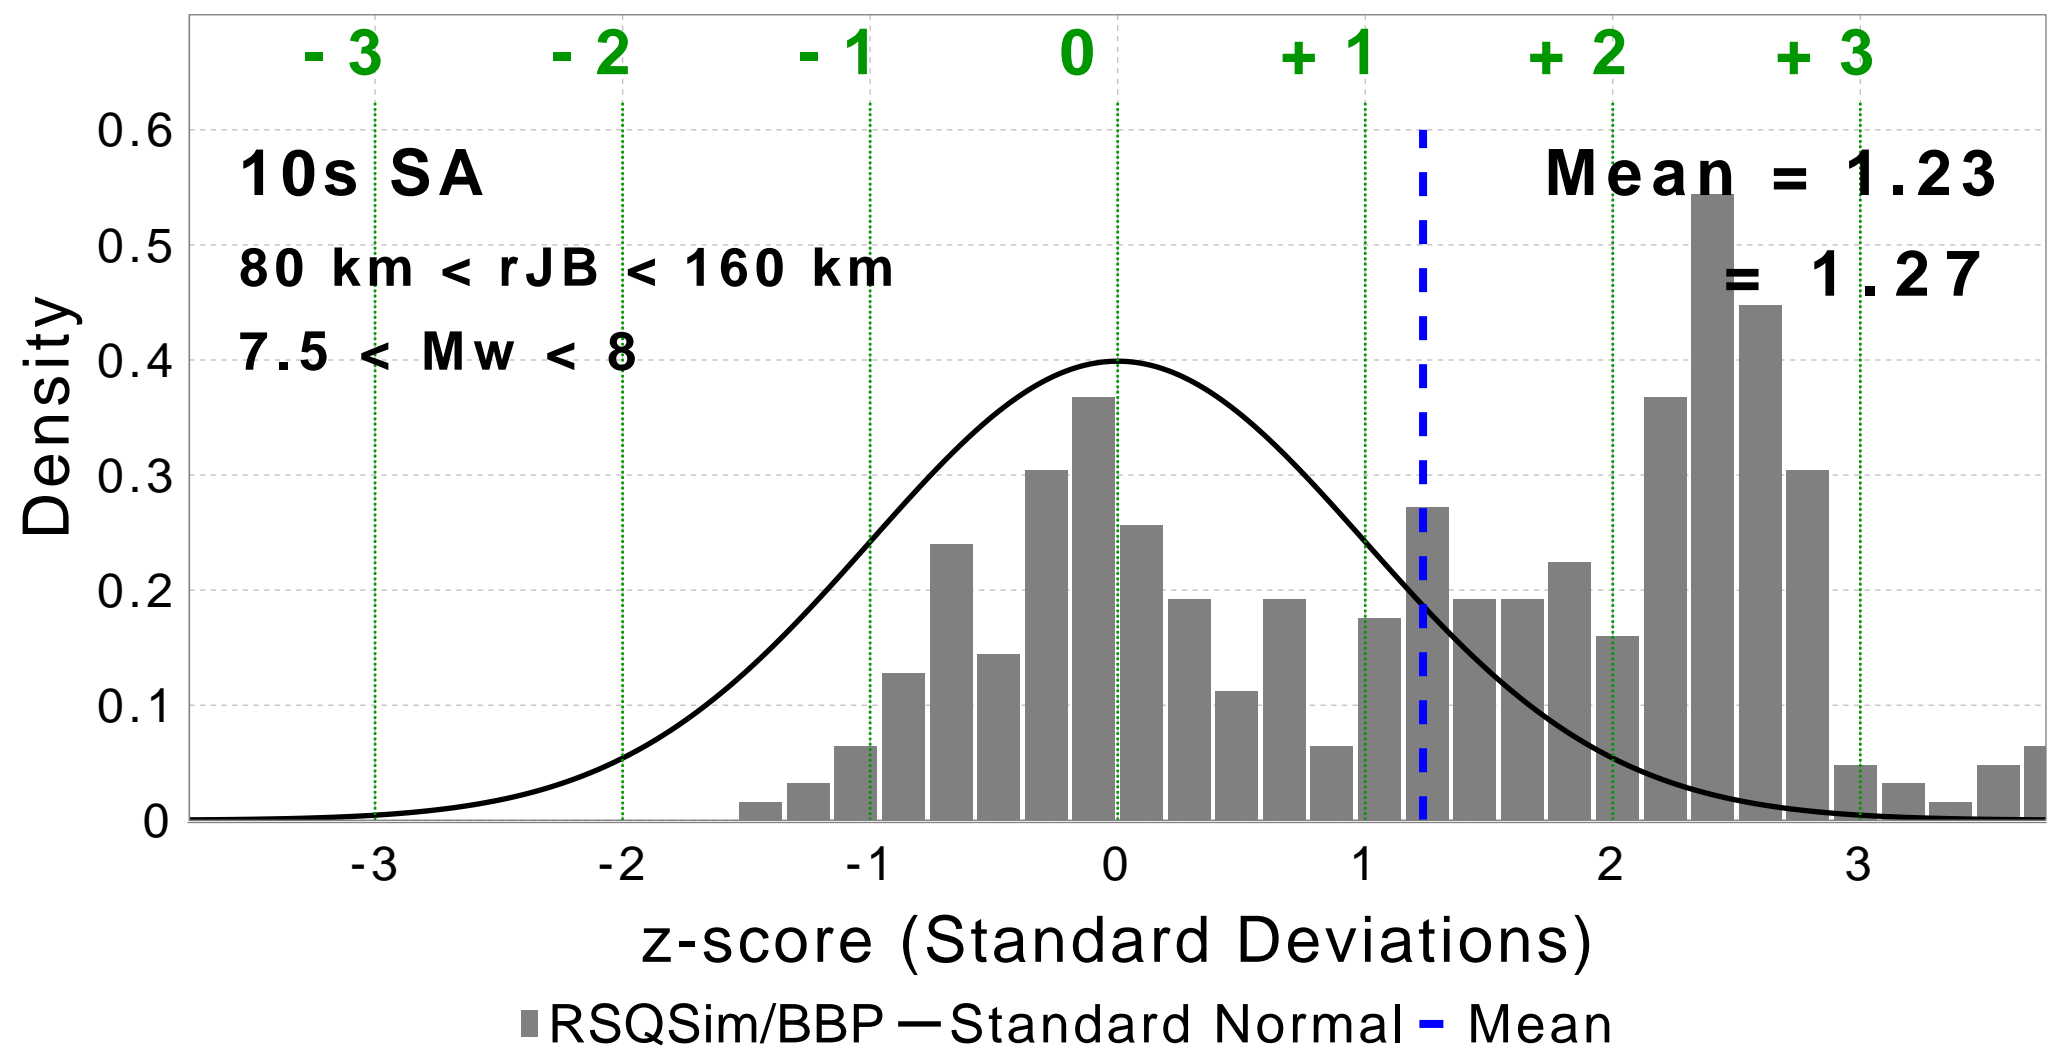 - 3 - 2 - 1 0 + 1 + 2 + 3
0.6
10s SA
Mean = 1.23
0.5
80 km < rJB < 160 km
= 1.27
0.4
7.5 < Mw < 8
0.3
0.2
0.1
0
Density
-3 -2 -1 0 1 2 3
z-score (Standard Deviations)
RSQSim/BBP Standard Normal Mean